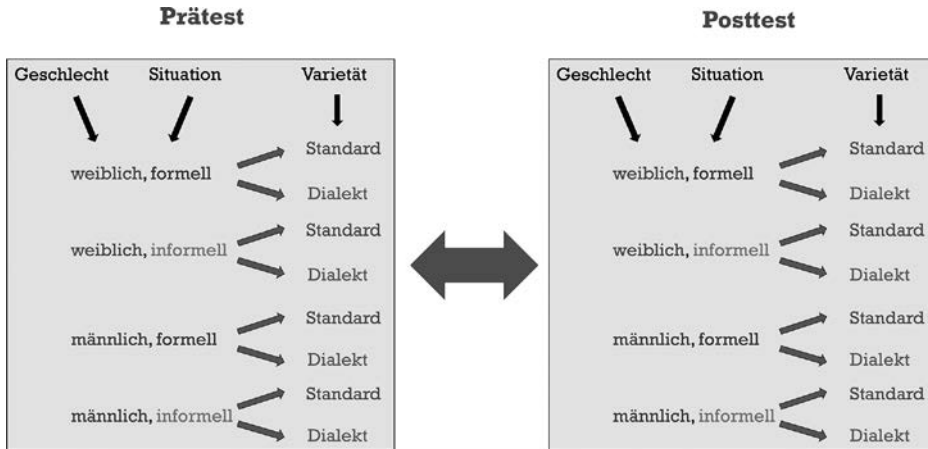 Prätest
Geschlecht Situation Varietät
Standard
weiblich, formell
Dialekt
Standard
weiblich, informell
Dialekt
Standard
männlich, formell
Dialekt
Standard
männlich, informell
Dialekt
Posttest
Geschlecht Situation Varietät
Standard
weiblich, formell
Dialekt
Standard
weiblich, informell
Dialekt
Standard
männlich, formell
Dialekt
Standard
männlich, informell
Dialekt